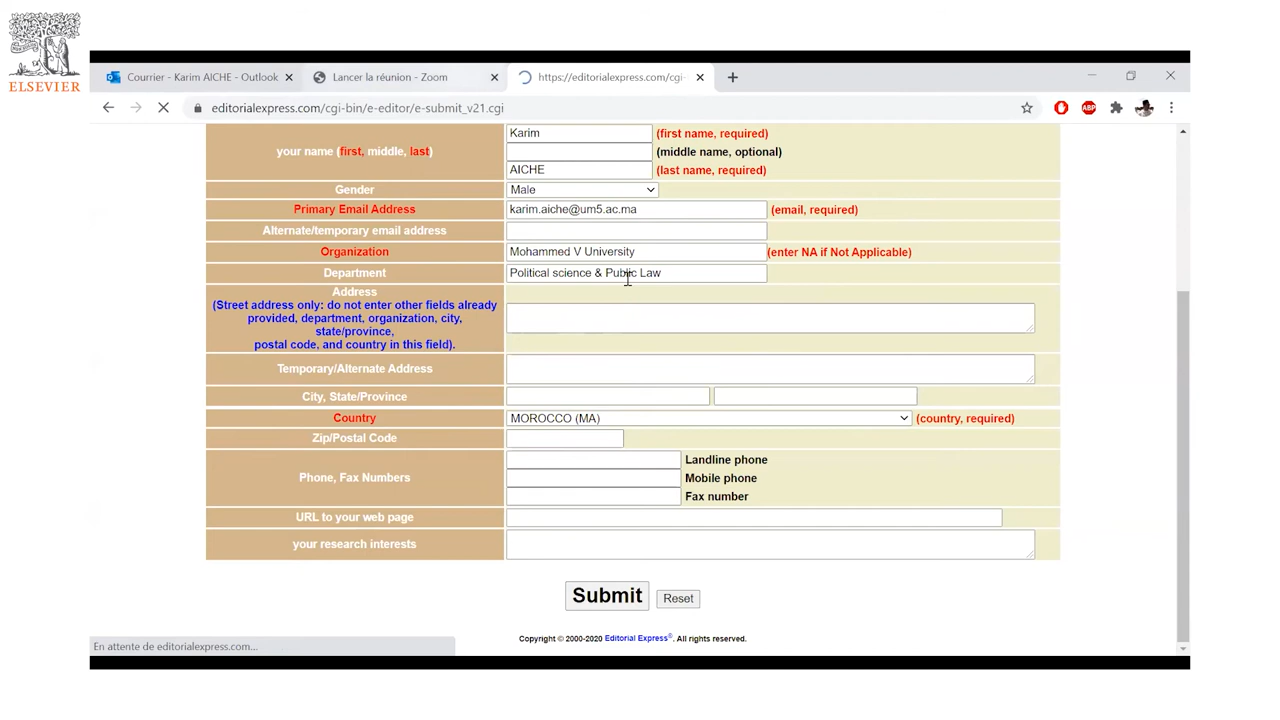 ELSEVIER
Courrier - Karim AICHE - Outlook
Lancer la réunion - Zoom
https://editorialexpress.com/cgi-
editorialexpress.com/cgi-bin/e-editor/e-submit_v21.cgi
ABP
your name (first, middle, last)
Karim (first name, required)
(middle name, optional)
AICHE (last name, required)
Gender Male
Primary Email Address karim.aiche@um5.ac.ma (email, required)
Alternate/temporary email address
Organization Mohammed V University (enter NA if Not Applicable)
Department Political science & Public Law
Address
(Street address only: do not enter other fields already
provided, department, organization, city,
state/province,
postal code, and country in this field).
Temporary/Alternate Address
City, State/Province
Country MOROCCO (MA) (country, required)
Zip/Postal Code
Phone, Fax Numbers
Landline phone
Mobile phone
Fax number
URL to your web page
your research interests
Submit Reset
Copyright © 2000-2020 Editorial Express®. All rights reserved.
En attente de editorialexpress.com...